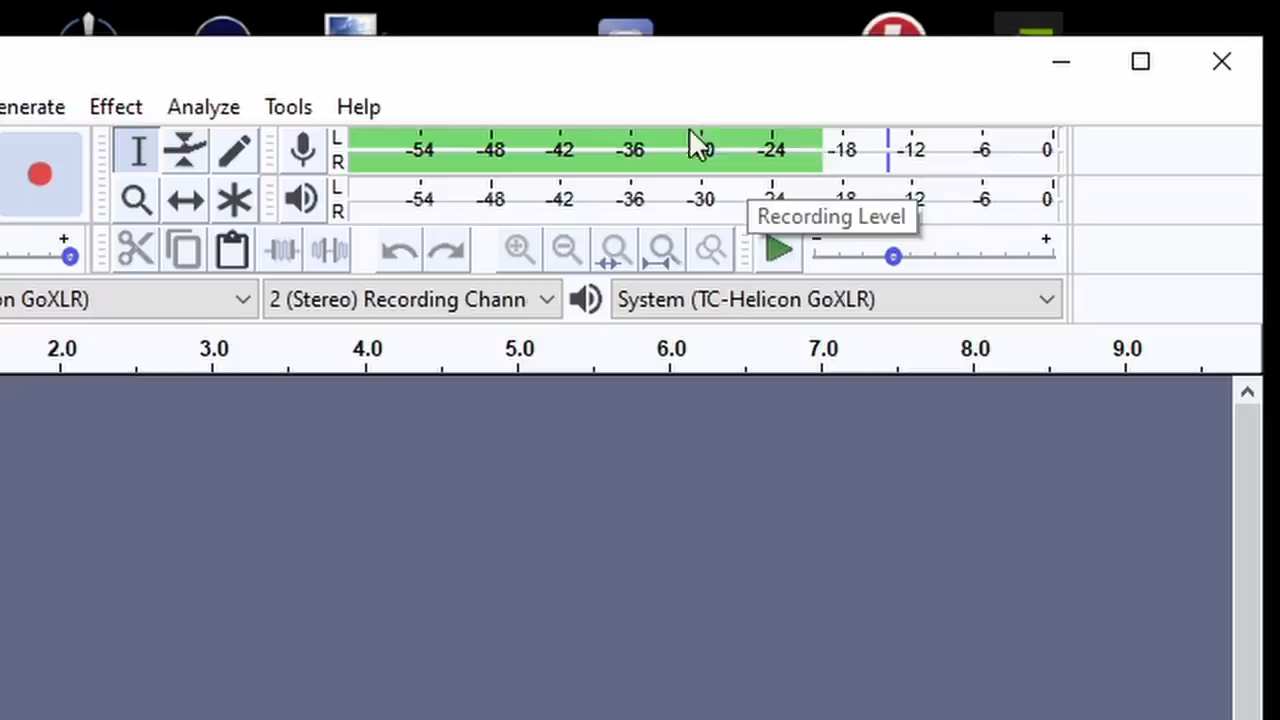 enerate Effect Analyze Tools Help
L
R
-54 -48 -42 -36 0 -24 -18 -12 -6 0
L
R
-54 -48 -42 -36 -30 -18 -6 0
Recording Level
+ - +
on GoXLR) 2 (Stereo) Recording Chann System (TC-Helicon GoXLR)
2.0 3.0 4.0 5.0 6.0 7.0 8.0 9.0